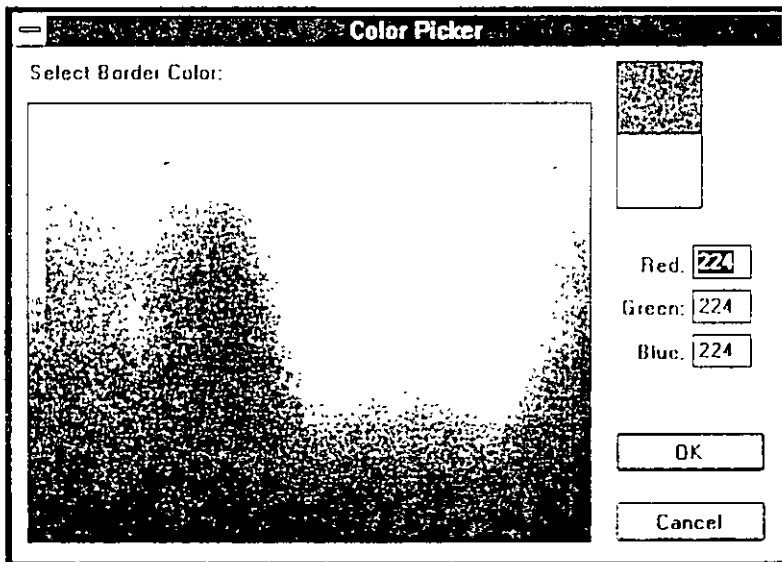 Color Picker
Select Border Color:
Red: 224
Green: 224
Blue: 224
OK
Cancel